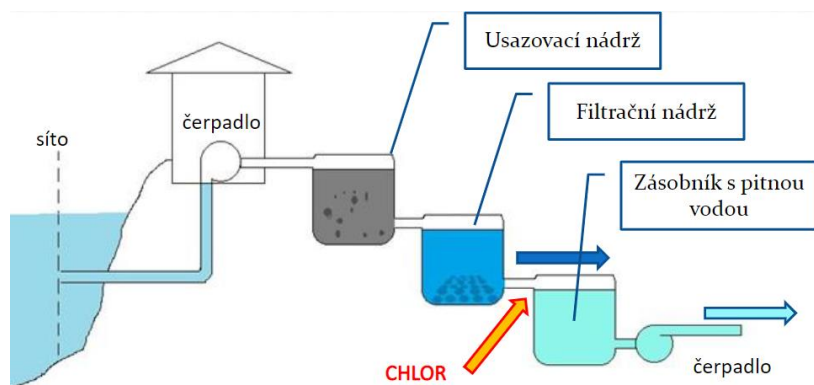 Usazovací nádrž
Filtrační nádrž
Zásobník s pitnou
vodou
síto
čerpadlo
CHLOR
čerpadlo